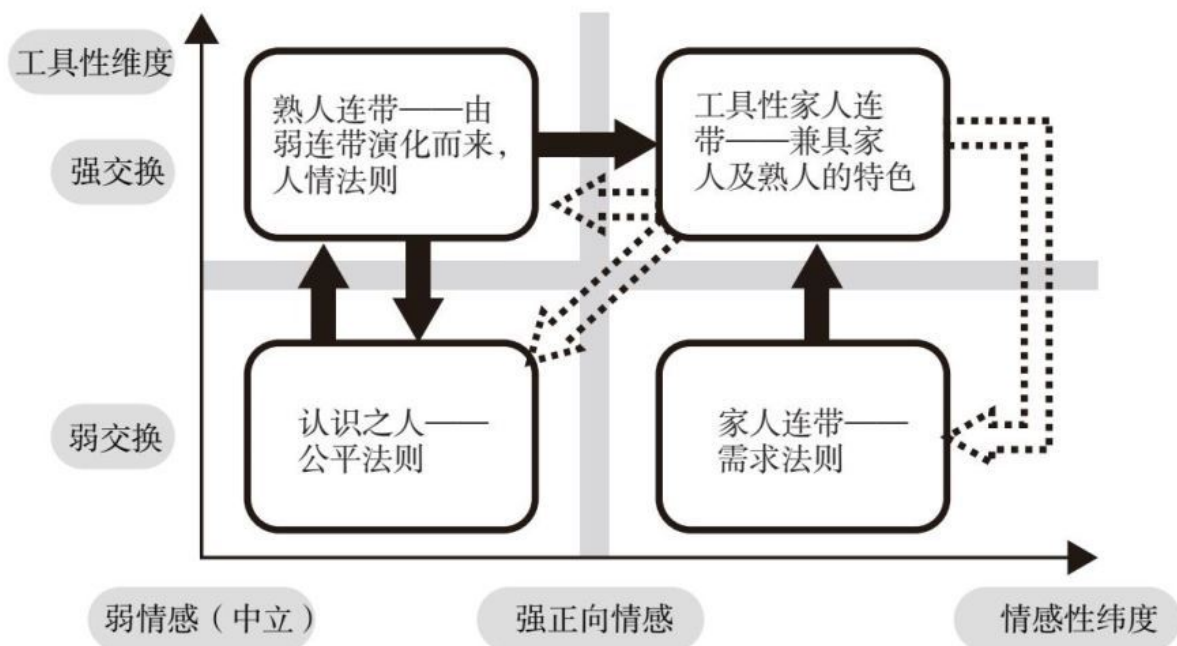 工具性维度
熟人连带——由
弱连带演化而来，
人情法则
工具性家人连
带——兼具家
人及熟人的特色
强交换
弱交换
认识之人——
公平法则
家人连带——
需求法则
弱情感（中立）
强正向情感
情感性纬度